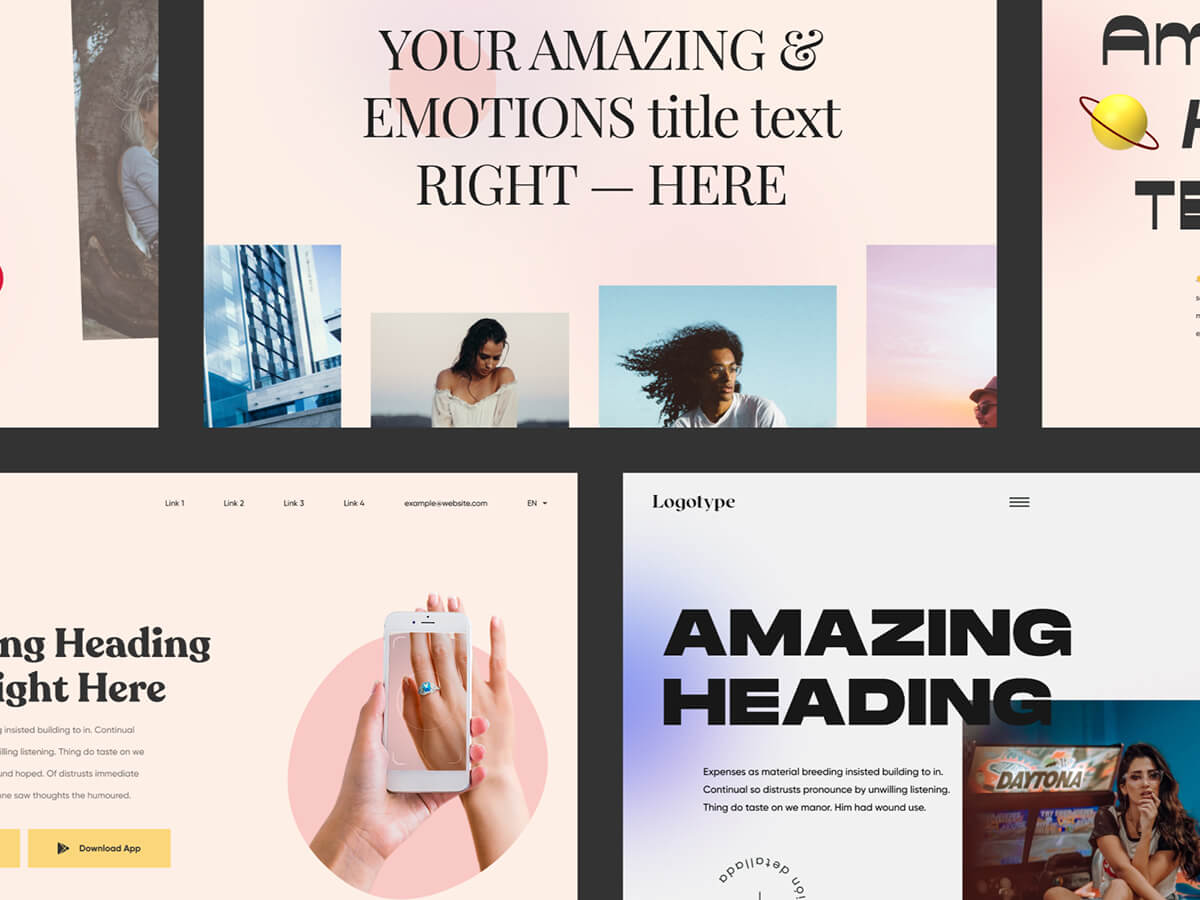 YOUR AMAZING &
EMOTIONS title text
RIGHT — HERE
Am
TE
Link 1 Link 2 Link 3 Link 4 example@website.com EN
ng Heading
ight Here
g insisted building to in. Continual
illing listening. Thing do taste on we
und hoped. Of distrusts immediate
ne saw thoughts the humoured.
Download App
Logotype
AMAZING
HEADING
Expenses as material breeding insisted building to in.
Continual so distrusts pronounce by unwilling listening.
Thing do taste on we manor. Him had wound use.
DAYTONA
ión detallada